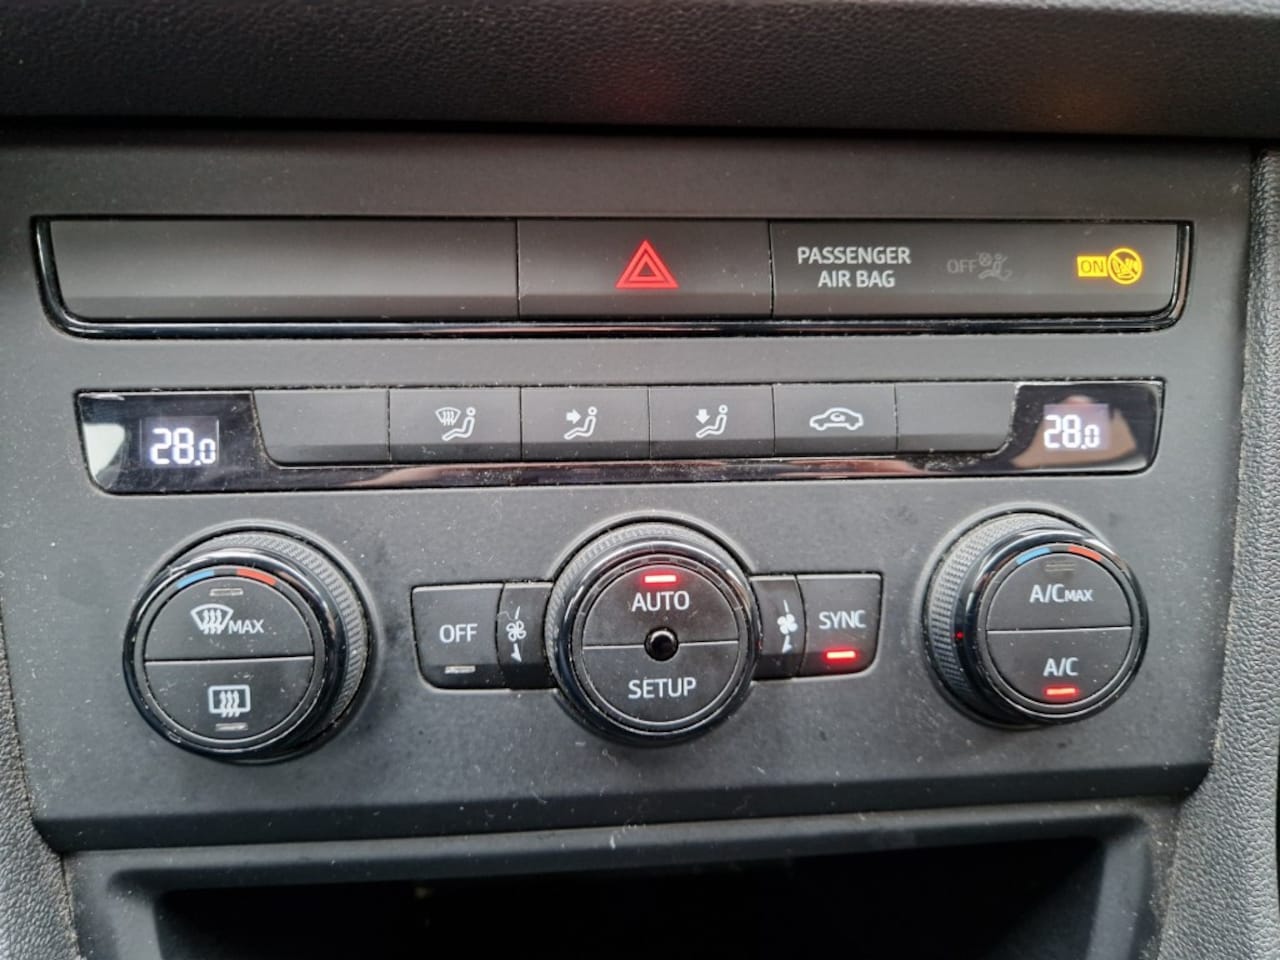 PASSENGER
AIR BAG
OFF
ON
28.0
28.0
MAX
OFF
AUTO
SETUP
SYNC
A/C MAX
A/C